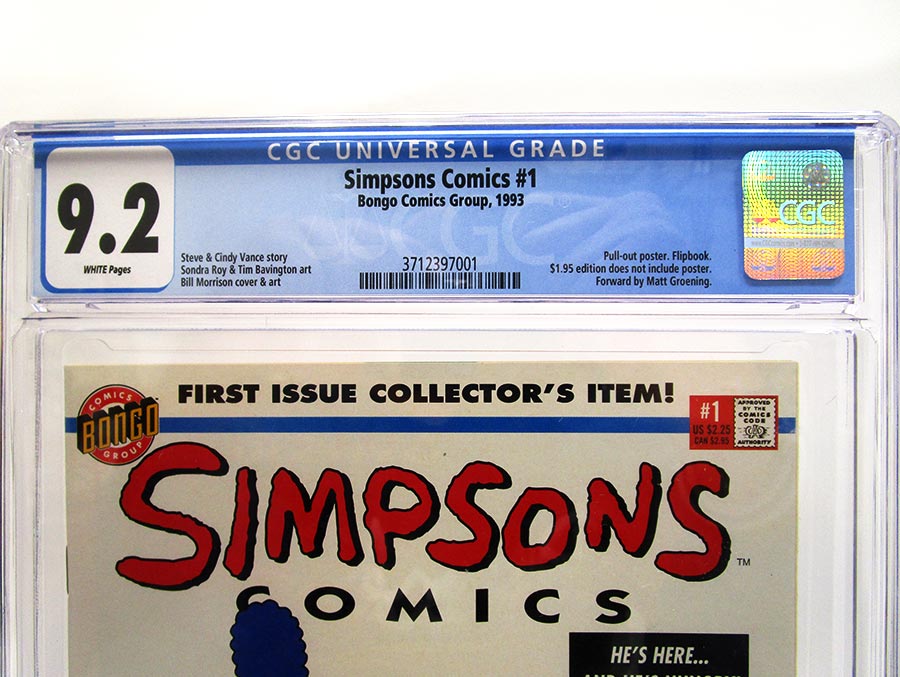 CGC UNIVERSAL GRADE
9.2
WHITE Pages
Simpsons Comics #1
Bongo Comics Group, 1993
Steve & Cindy Vance story
Sondra Roy & Tim Bavington art
Bill Morrison cover & art
3712397001
Pull-out poster. Flipbook.
$1.95 edition does not include poster.
Forward by Matt Groening.
CGC
FIRST ISSUE COLLECTOR'S ITEM!
COMICS
BONGO
GROUP
#1
US $2.25
CAN $2.95
APPROVED
BY THE
COMICS
CODE
AUTHORITY
SIMPSONS
TM
COMICS
HE'S HERE...